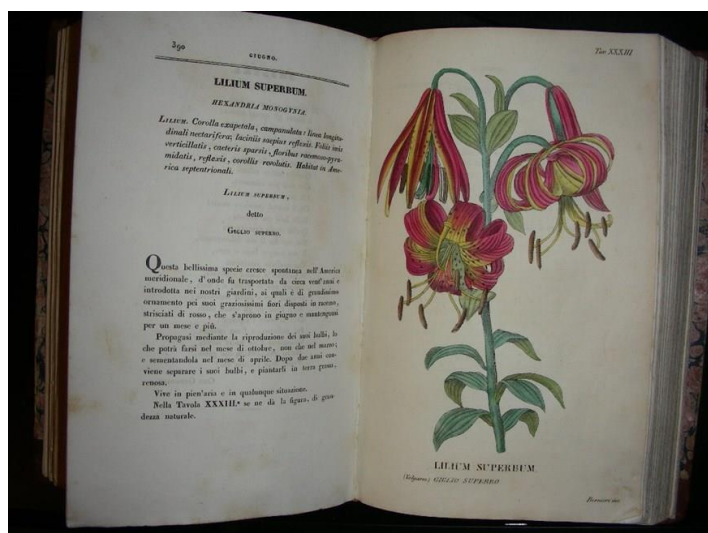 390
GIUGNO.
LILIUM SUPERBUM.
HEXANDRIA MONOGYNIA.
LILIUM. Corolla exapetala, campanulata: linea longitu-
dinali nectarifera; laciniis saepius reflexis. Foliis imis
verticillatis, caeteris sparsis, floribus racemoso-pyra-
midatis, reflexis, corollis revolutis. Habitat in Ame-
rica septentrionali.
LILIUM SUPERBUM,
detto
GIGLIO SUPERBO.
Questa bellissima specie cresce spontanea nell'America
meridionale, d'onde fu trasportata da circa vent'anni e
introdotta nei nostri giardini, ai quali è di grandissimo
ornamento pei suoi graziosissimi fiori disposti in
strisciati di rosso, che s'aprono in giugno e mantengonsi
per un mese e più.
Propagasi mediante la riproduzione dei suoi bulbi, lo
che potrà farsi nel mese di ottobre, non che nel marzo;
e sementandola nel mese di aprile. Dopo due anni con-
viene separare i suoi bulbi, e piantarli in terra grassa,
renosa.
Vive in pien'aria e in qualunque situazione.
Nella Tavola XXXIII.ª se ne dà la figura, di gran-
dezza naturale.
Tav. XXXIII
LILIUM SUPERBUM.
(Volgarm.) GIGLIO SUPERBO